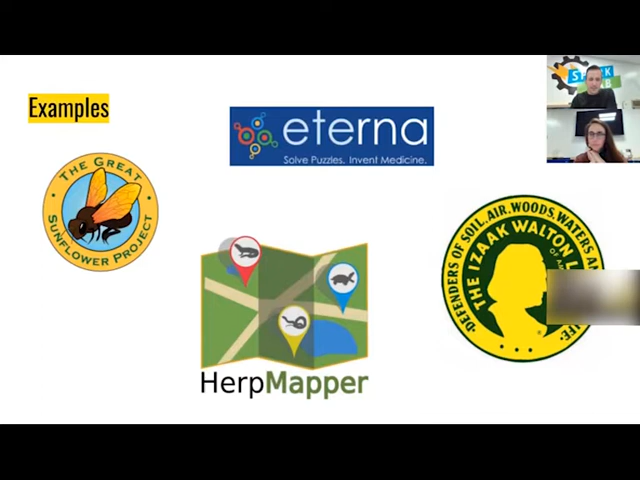 Examples
eterna
Solve Puzzles. Invent Medicine.
THE GREAT
SUNFLOWER PROJECT
DEFENDERS OF SOIL, AIR, WOODS, WATERS
THE IZAAK WALTON
OF
HerpMapper